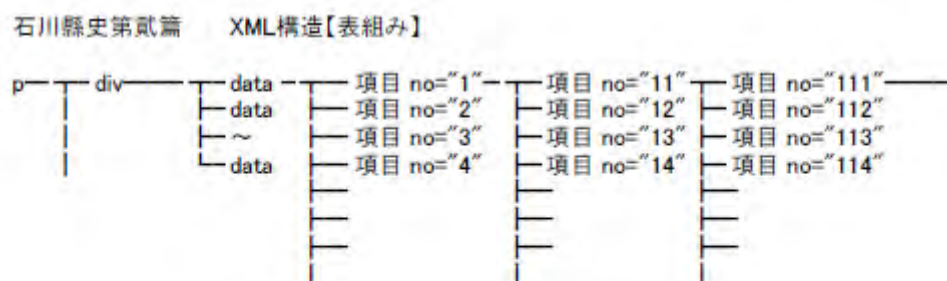 石川縣史第貳篇　　XML構造【表組み】
p div data 項目 no="1" 項目 no="11" 項目 no="111"
data 項目 no="2" 項目 no="12" 項目 no="112"
～ 項目 no="3" 項目 no="13" 項目 no="113"
data 項目 no="4" 項目 no="14" 項目 no="114"